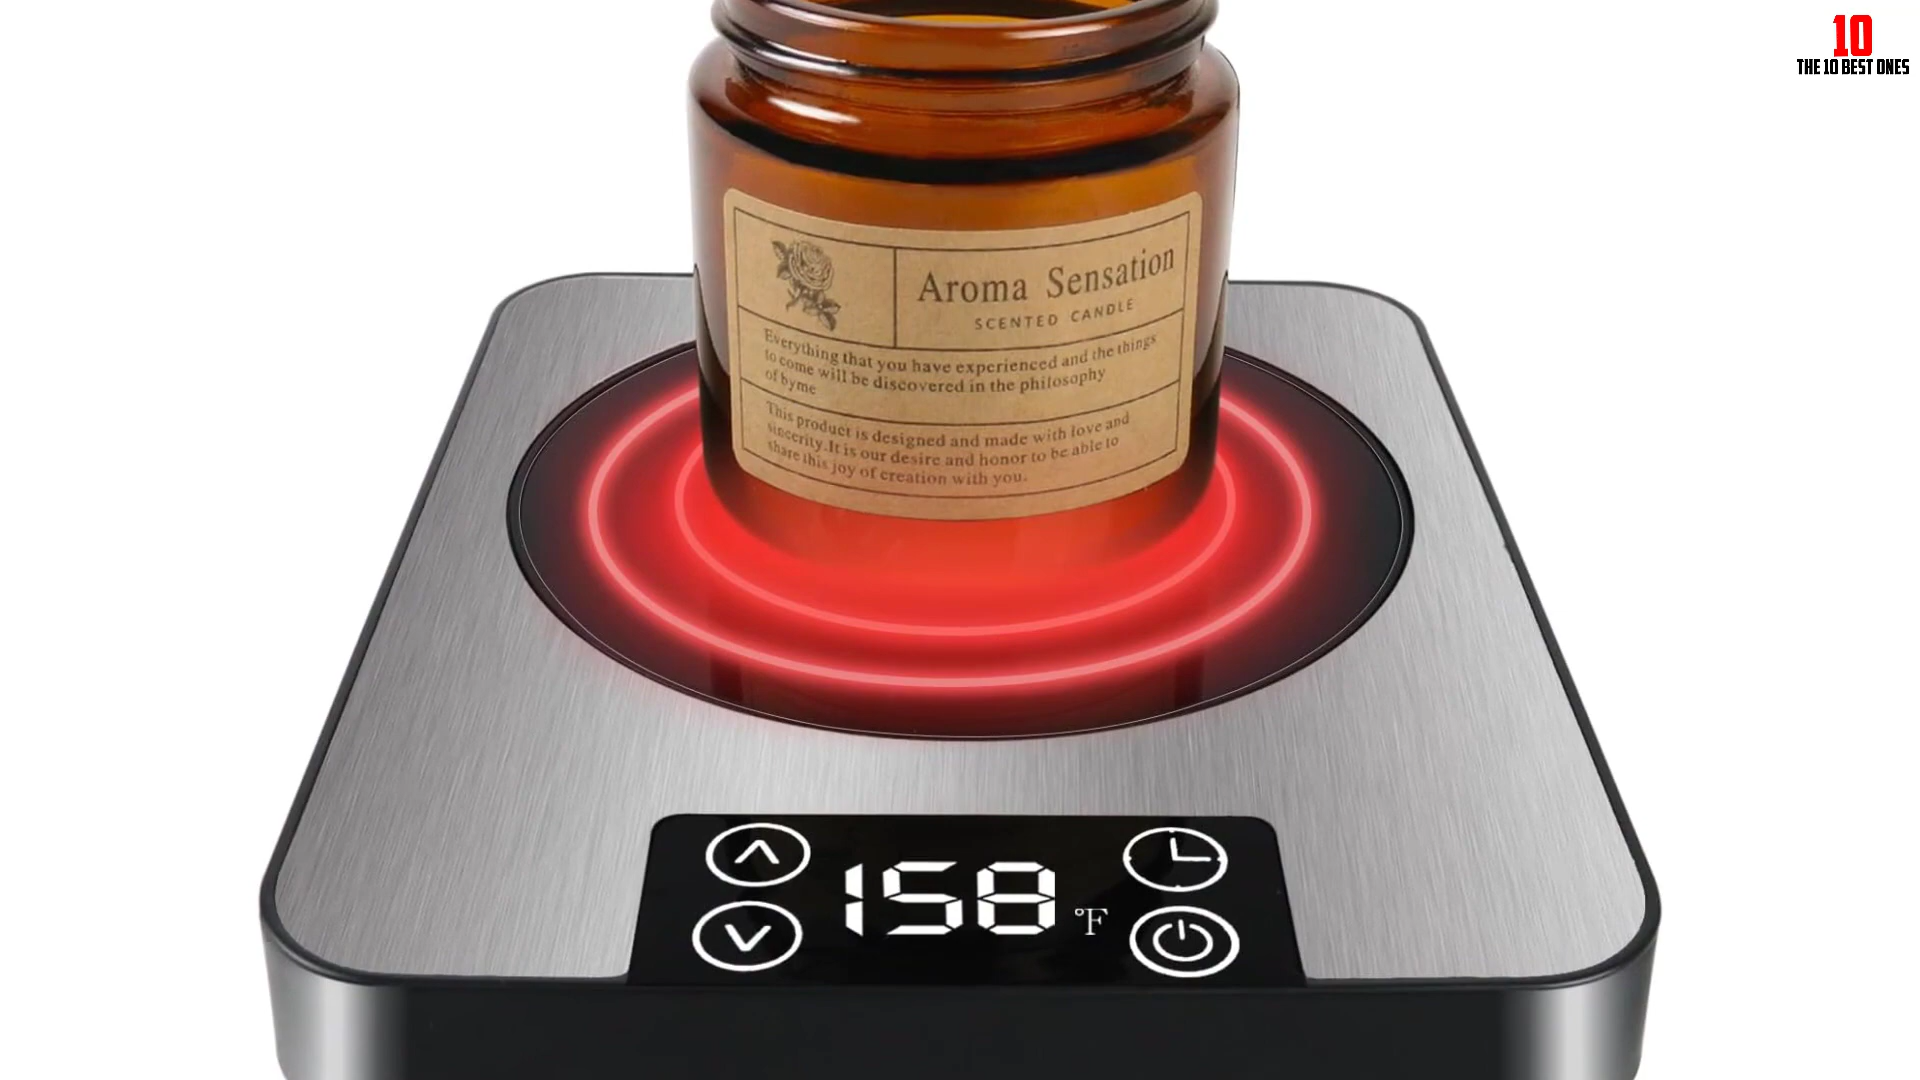 10
THE 10 BEST ONES
Aroma Sensation
SCENTED CANDLE
Everything that you have experienced and the things
to come will be discovered in the philosophy
of byme
This product is designed and made with love and
sincerity.It is our desire and honor to be able to
share this joy of creation with you.
158 °F